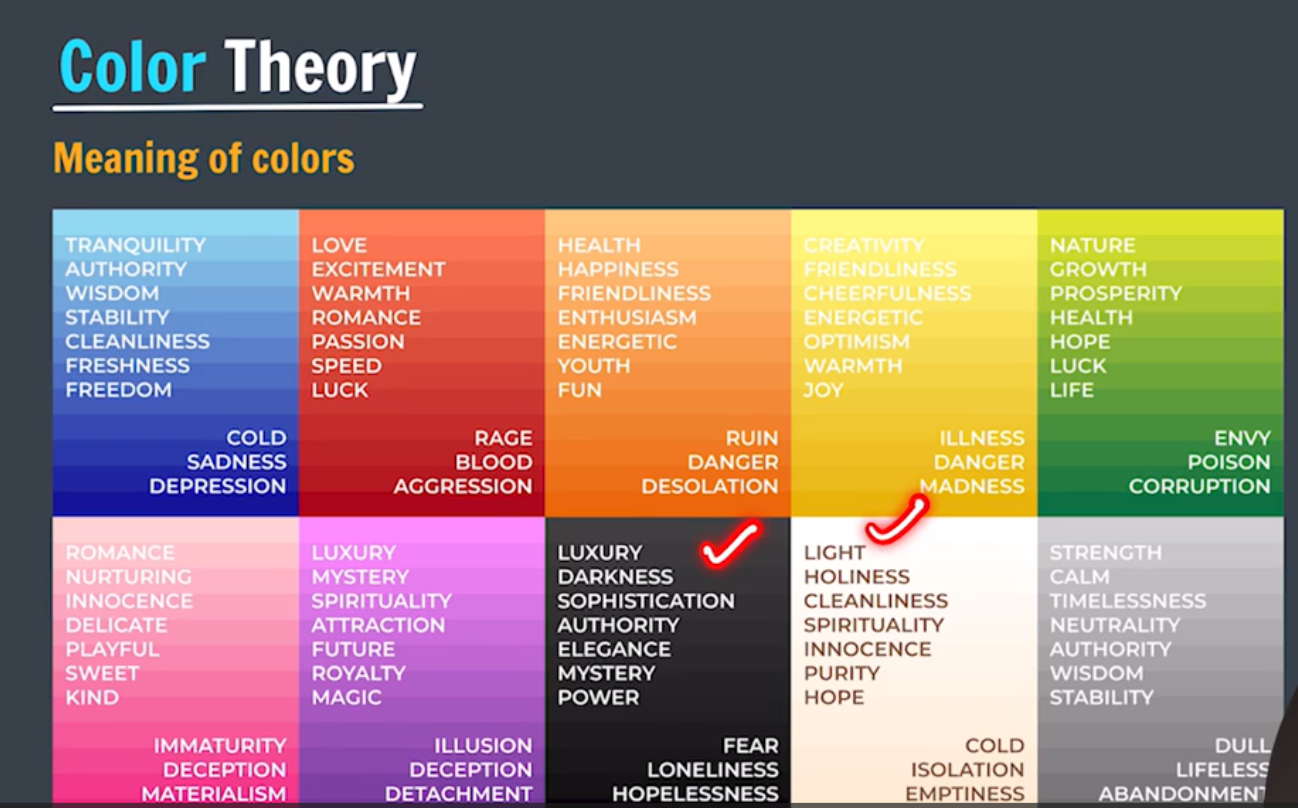 Color Theory
Meaning of colors
TRANQUILITY
AUTHORITY
WISDOM
STABILITY
CLEANLINESS
FRESHNESS
FREEDOM
COLD
SADNESS
DEPRESSION
LOVE
EXCITEMENT
WARMTH
ROMANCE
PASSION
SPEED
LUCK
RAGE
BLOOD
AGGRESSION
HEALTH
HAPPINESS
FRIENDLINESS
ENTHUSIASM
ENERGETIC
YOUTH
FUN
RUIN
DANGER
DESOLATION
CREATIVITY
FRIENDLINESS
CHEERFULNESS
ENERGETIC
OPTIMISM
WARMTH
JOY
ILLNESS
DANGER
MADNESS
NATURE
GROWTH
PROSPERITY
HEALTH
HOPE
LUCK
LIFE
ENVY
POISON
CORRUPTION
ROMANCE
NURTURING
INNOCENCE
DELICATE
PLAYFUL
SWEET
KIND
IMMATURITY
DECEPTION
MATERIALISM
LUXURY
MYSTERY
SPIRITUALITY
ATTRACTION
FUTURE
ROYALTY
MAGIC
ILLUSION
DECEPTION
DETACHMENT
LUXURY
DARKNESS
SOPHISTICATION
AUTHORITY
ELEGANCE
MYSTERY
POWER
FEAR
LONELINESS
HOPELESSNESS
LIGHT
HOLINESS
CLEANLINESS
SPIRITUALITY
INNOCENCE
PURITY
HOPE
COLD
ISOLATION
EMPTINESS
STRENGTH
CALM
TIMELESSNESS
NEUTRALITY
AUTHORITY
WISDOM
STABILITY
DULL
LIFELESS
ABANDONMENT